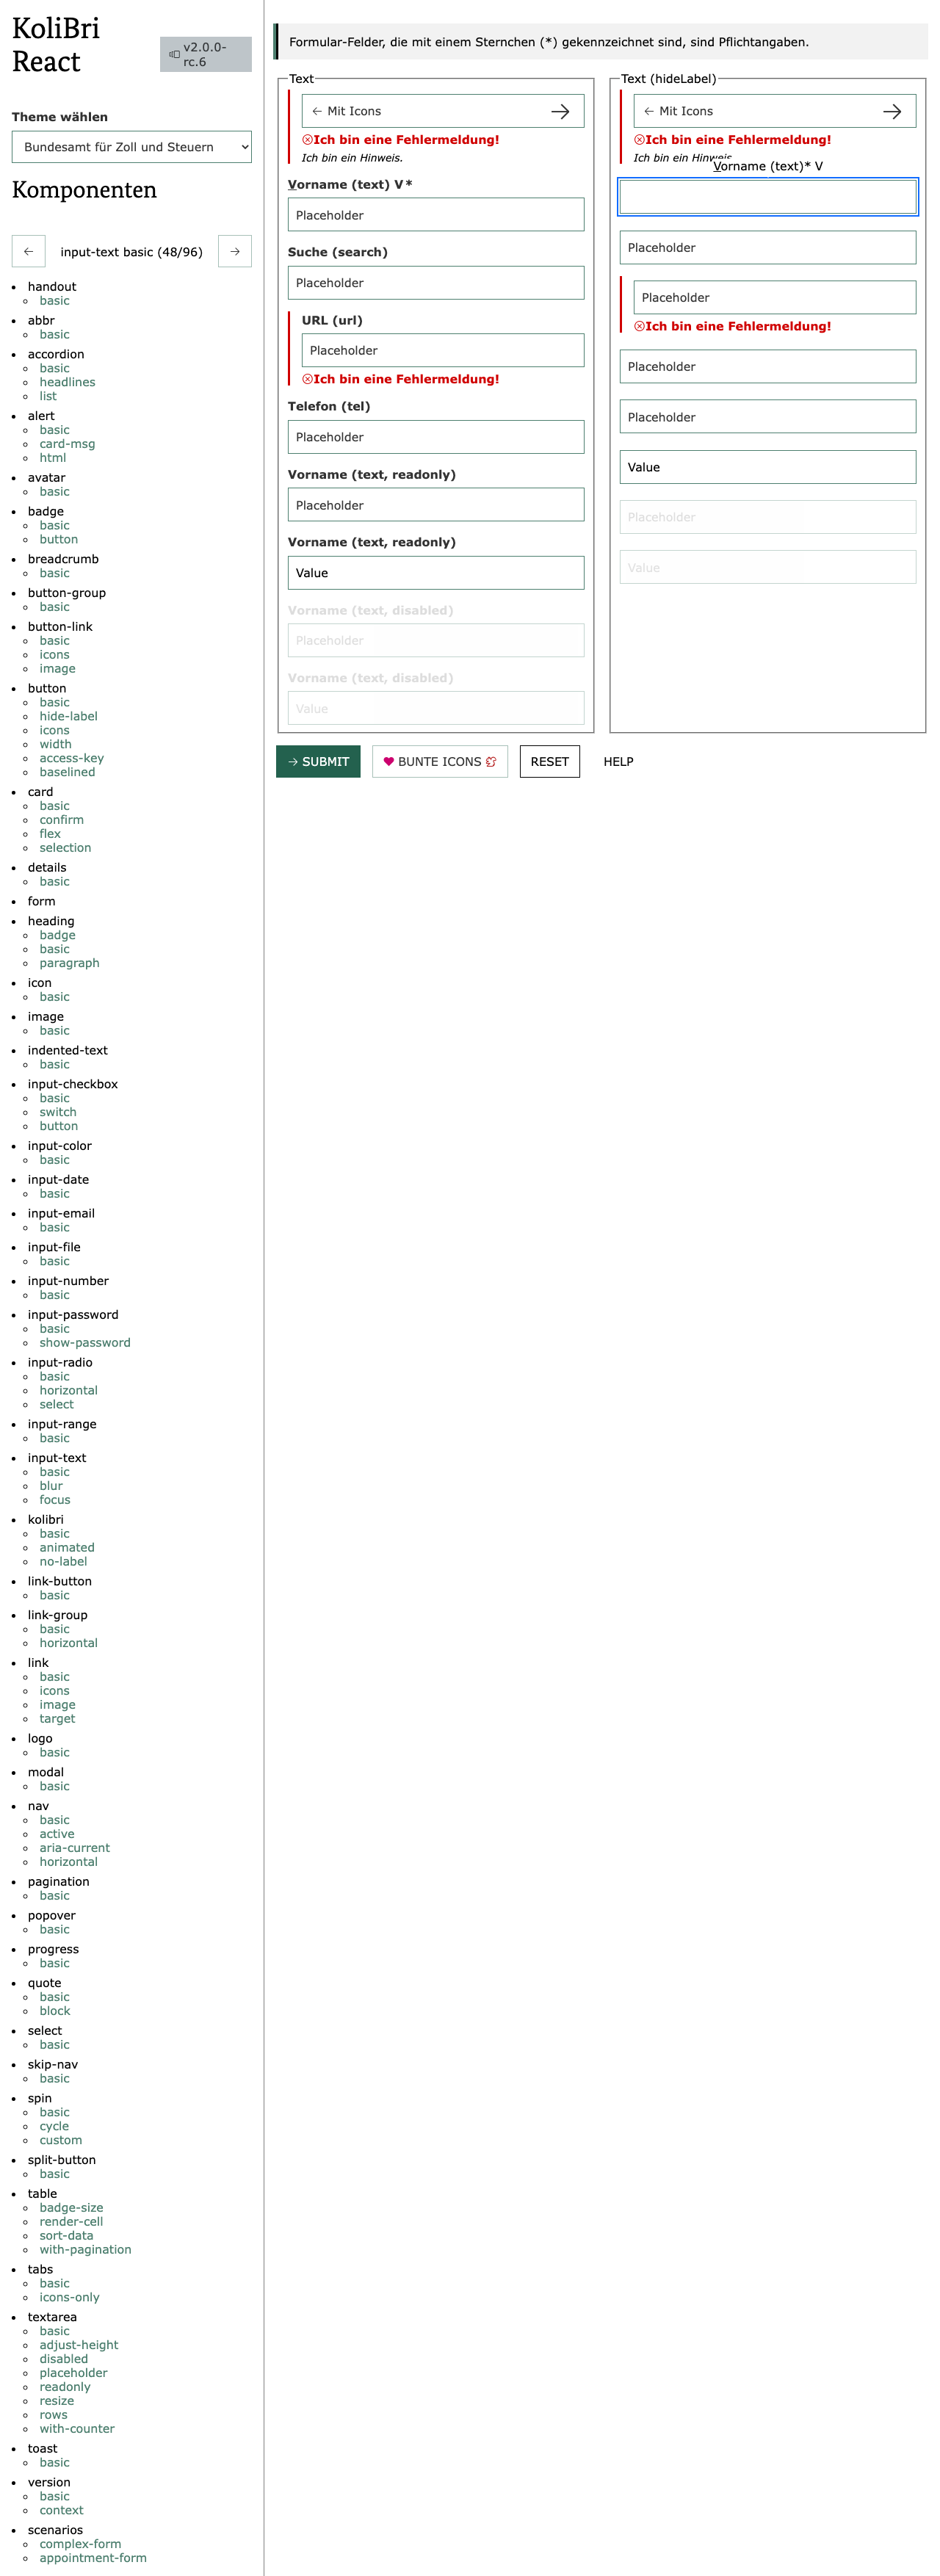 KoliBri
React
v2.0.0-
rc.6
Theme wählen
Bundesamt für Zoll und Steuern
Komponenten
← input-text basic (48/96) →
handout
basic
abbr
basic
accordion
basic
headlines
list
alert
basic
card-msg
html
avatar
basic
badge
basic
button
breadcrumb
basic
button-group
basic
button-link
basic
icons
image
button
basic
hide-label
icons
width
access-key
baselined
card
basic
confirm
flex
selection
details
basic
form
heading
badge
basic
paragraph
icon
basic
image
basic
indented-text
basic
input-checkbox
basic
switch
button
input-color
basic
input-date
basic
input-email
basic
input-file
basic
input-number
basic
input-password
basic
show-password
input-radio
basic
horizontal
select
input-range
basic
input-text
basic
blur
focus
kolibri
basic
animated
no-label
link-button
basic
link-group
basic
horizontal
link
basic
icons
image
target
logo
basic
modal
basic
nav
basic
active
aria-current
horizontal
pagination
basic
popover
basic
progress
basic
quote
basic
block
select
basic
skip-nav
basic
spin
basic
cycle
custom
split-button
basic
table
badge-size
render-cell
sort-data
with-pagination
tabs
basic
icons-only
textarea
basic
adjust-height
disabled
placeholder
readonly
resize
rows
with-counter
toast
basic
version
basic
context
scenarios
complex-form
appointment-form
Formular-Felder, die mit einem Sternchen (*) gekennzeichnet sind, sind Pflichtangaben.
Text
← Mit Icons →
Ich bin eine Fehlermeldung!
Ich bin ein Hinweis.
Vorname (text) V*
Placeholder
Suche (search)
Placeholder
URL (url)
Placeholder
Ich bin eine Fehlermeldung!
Telefon (tel)
Placeholder
Vorname (text, readonly)
Placeholder
Vorname (text, readonly)
Value
Vorname (text, disabled)
Placeholder
Vorname (text, disabled)
Value
Text (hideLabel)
← Mit Icons →
Ich bin eine Fehlermeldung!
Ich bin ein Hinweis.
Vorname (text)* V
Placeholder
Placeholder
Ich bin eine Fehlermeldung!
Placeholder
Placeholder
Value
Placeholder
Value
→ SUBMIT
BUNTE ICONS
RESET
HELP